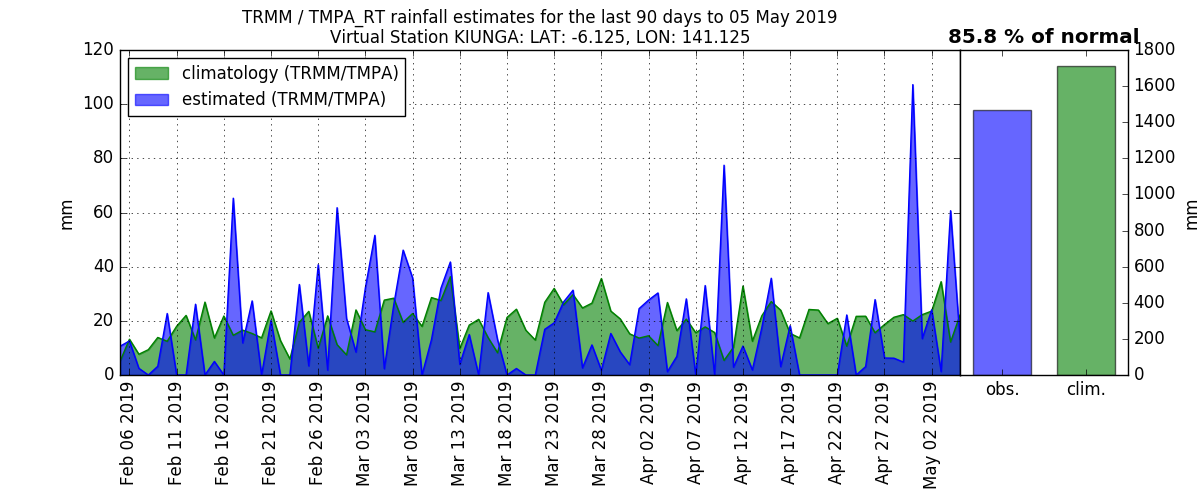 TRMM / TMPA_RT rainfall estimates for the last 90 days to 05 May 2019
Virtual Station KIUNGA: LAT: -6.125, LON: 141.125
85.8 % of normal
climatology (TRMM/TMPA)
estimated (TRMM/TMPA)
120
100
80
60
40
20
0
mm
1800
1600
1400
1200
1000
800
600
400
200
0
mm
obs.
clim.
Feb 06 2019
Feb 11 2019
Feb 16 2019
Feb 21 2019
Feb 26 2019
Mar 03 2019
Mar 08 2019
Mar 13 2019
Mar 18 2019
Mar 23 2019
Mar 28 2019
Apr 02 2019
Apr 07 2019
Apr 12 2019
Apr 17 2019
Apr 22 2019
Apr 27 2019
May 02 2019